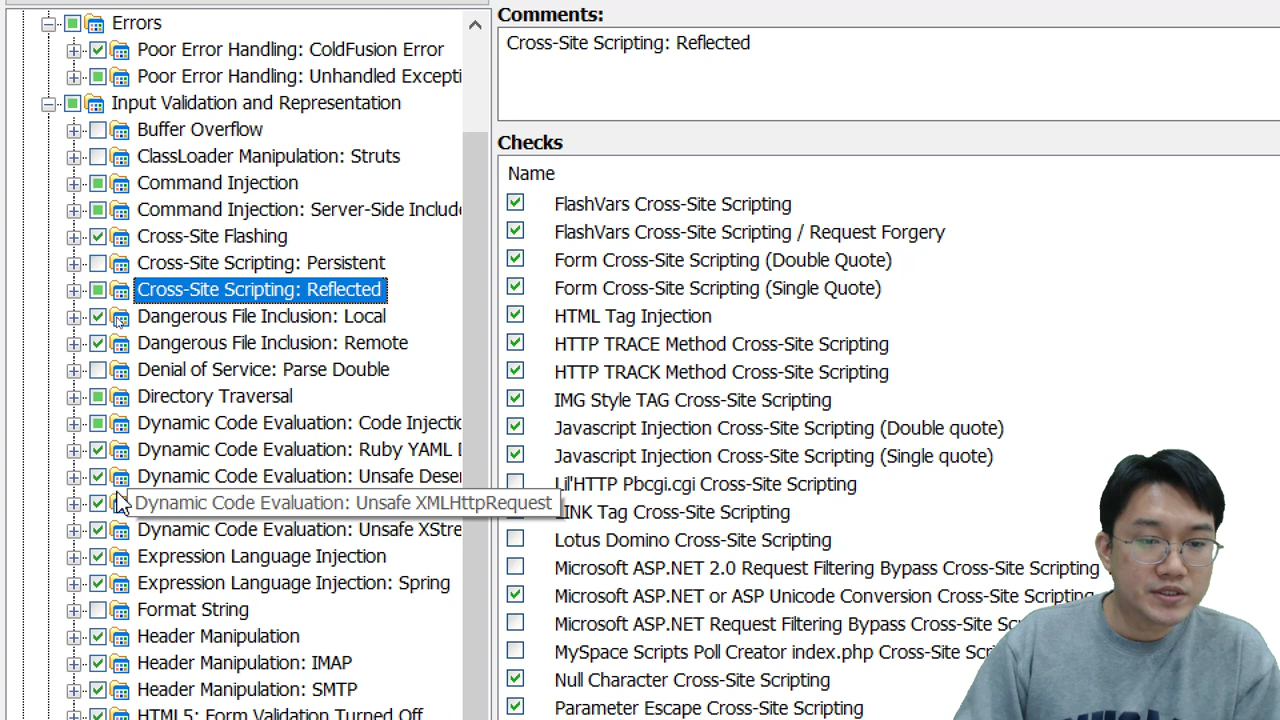 Errors
Poor Error Handling: ColdFusion Error
Poor Error Handling: Unhandled Excepti
Input Validation and Representation
Buffer Overflow
ClassLoader Manipulation: Struts
Command Injection
Command Injection: Server-Side Include
Cross-Site Flashing
Cross-Site Scripting: Persistent
Cross-Site Scripting: Reflected
Dangerous File Inclusion: Local
Dangerous File Inclusion: Remote
Denial of Service: Parse Double
Directory Traversal
Dynamic Code Evaluation: Code Injectio
Dynamic Code Evaluation: Ruby YAML D
Dynamic Code Evaluation: Unsafe Deser
Dynamic Code Evaluation: Unsafe XMLHttpRequest
Dynamic Code Evaluation: Unsafe XStre
Expression Language Injection
Expression Language Injection: Spring
Format String
Header Manipulation
Header Manipulation: IMAP
Header Manipulation: SMTP
HTML5: Form Validation Turned Off
Comments:
Cross-Site Scripting: Reflected
Checks
Name
FlashVars Cross-Site Scripting
FlashVars Cross-Site Scripting / Request Forgery
Form Cross-Site Scripting (Double Quote)
Form Cross-Site Scripting (Single Quote)
HTML Tag Injection
HTTP TRACE Method Cross-Site Scripting
HTTP TRACK Method Cross-Site Scripting
IMG Style TAG Cross-Site Scripting
Javascript Injection Cross-Site Scripting (Double quote)
Javascript Injection Cross-Site Scripting (Single quote)
Lil'HTTP Pbcgi.cgi Cross-Site Scripting
LINK Tag Cross-Site Scripting
Lotus Domino Cross-Site Scripting
Microsoft ASP.NET 2.0 Request Filtering Bypass Cross-Site Scripting
Microsoft ASP.NET or ASP Unicode Conversion Cross-Site Scripting
Microsoft ASP.NET Request Filtering Bypass Cross-Site Sc
MySpace Scripts Poll Creator index.php Cross-Site Scri
Null Character Cross-Site Scripting
Parameter Escape Cross-Site Scripting